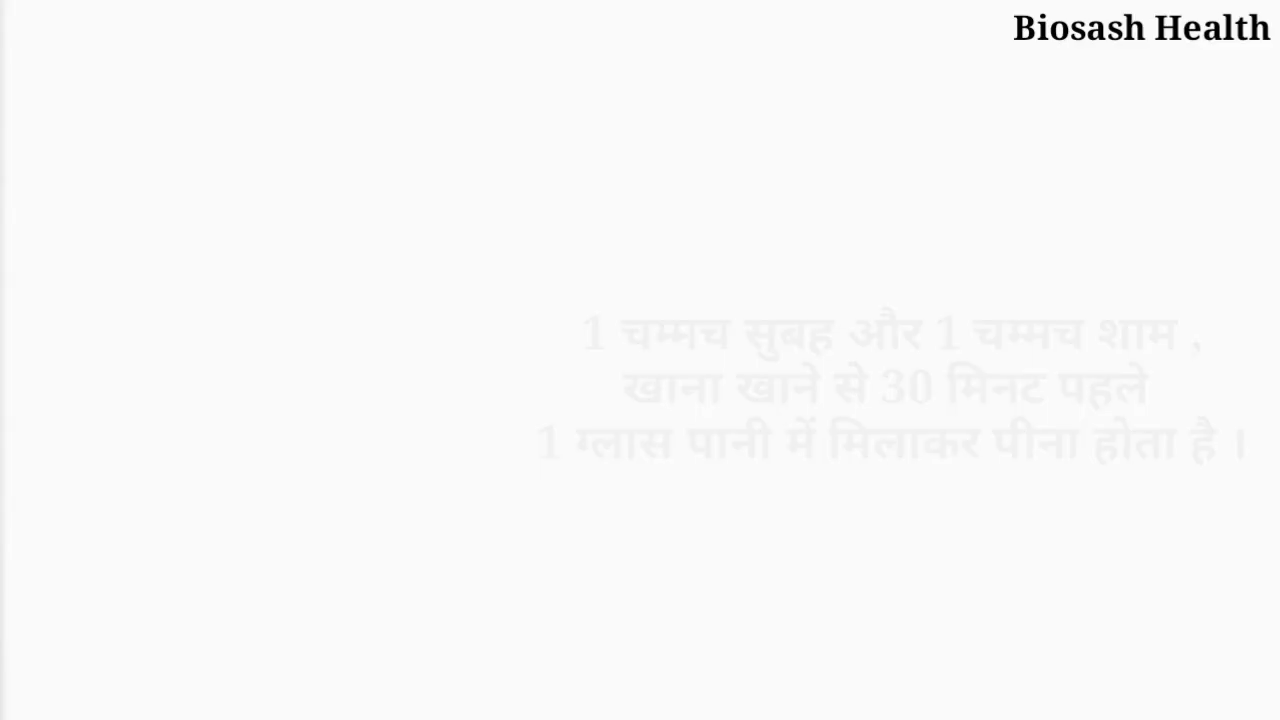 Biosash Health
1 चम्मच सुबह और 1 चम्मच शाम ,
खाना खाने से 30 मिनट पहले
1 ग्लास पानी में मिलाकर पीना होता है ।